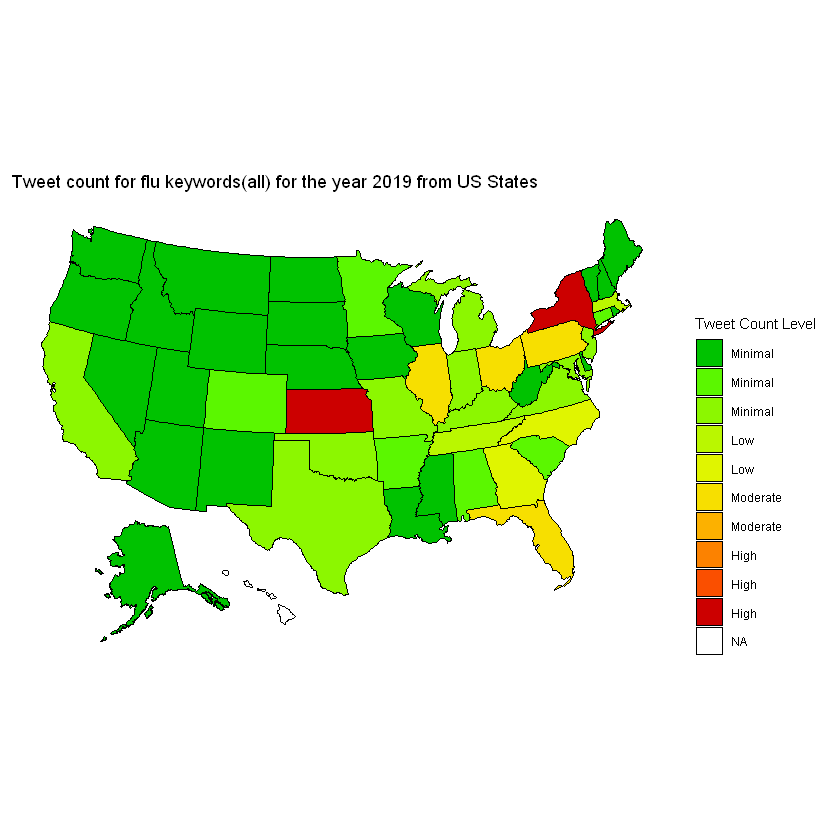 Tweet count for flu keywords(all) for the year 2019 from US States
Tweet Count Level
Minimal
Minimal
Minimal
Low
Low
Moderate
Moderate
High
High
High
NA